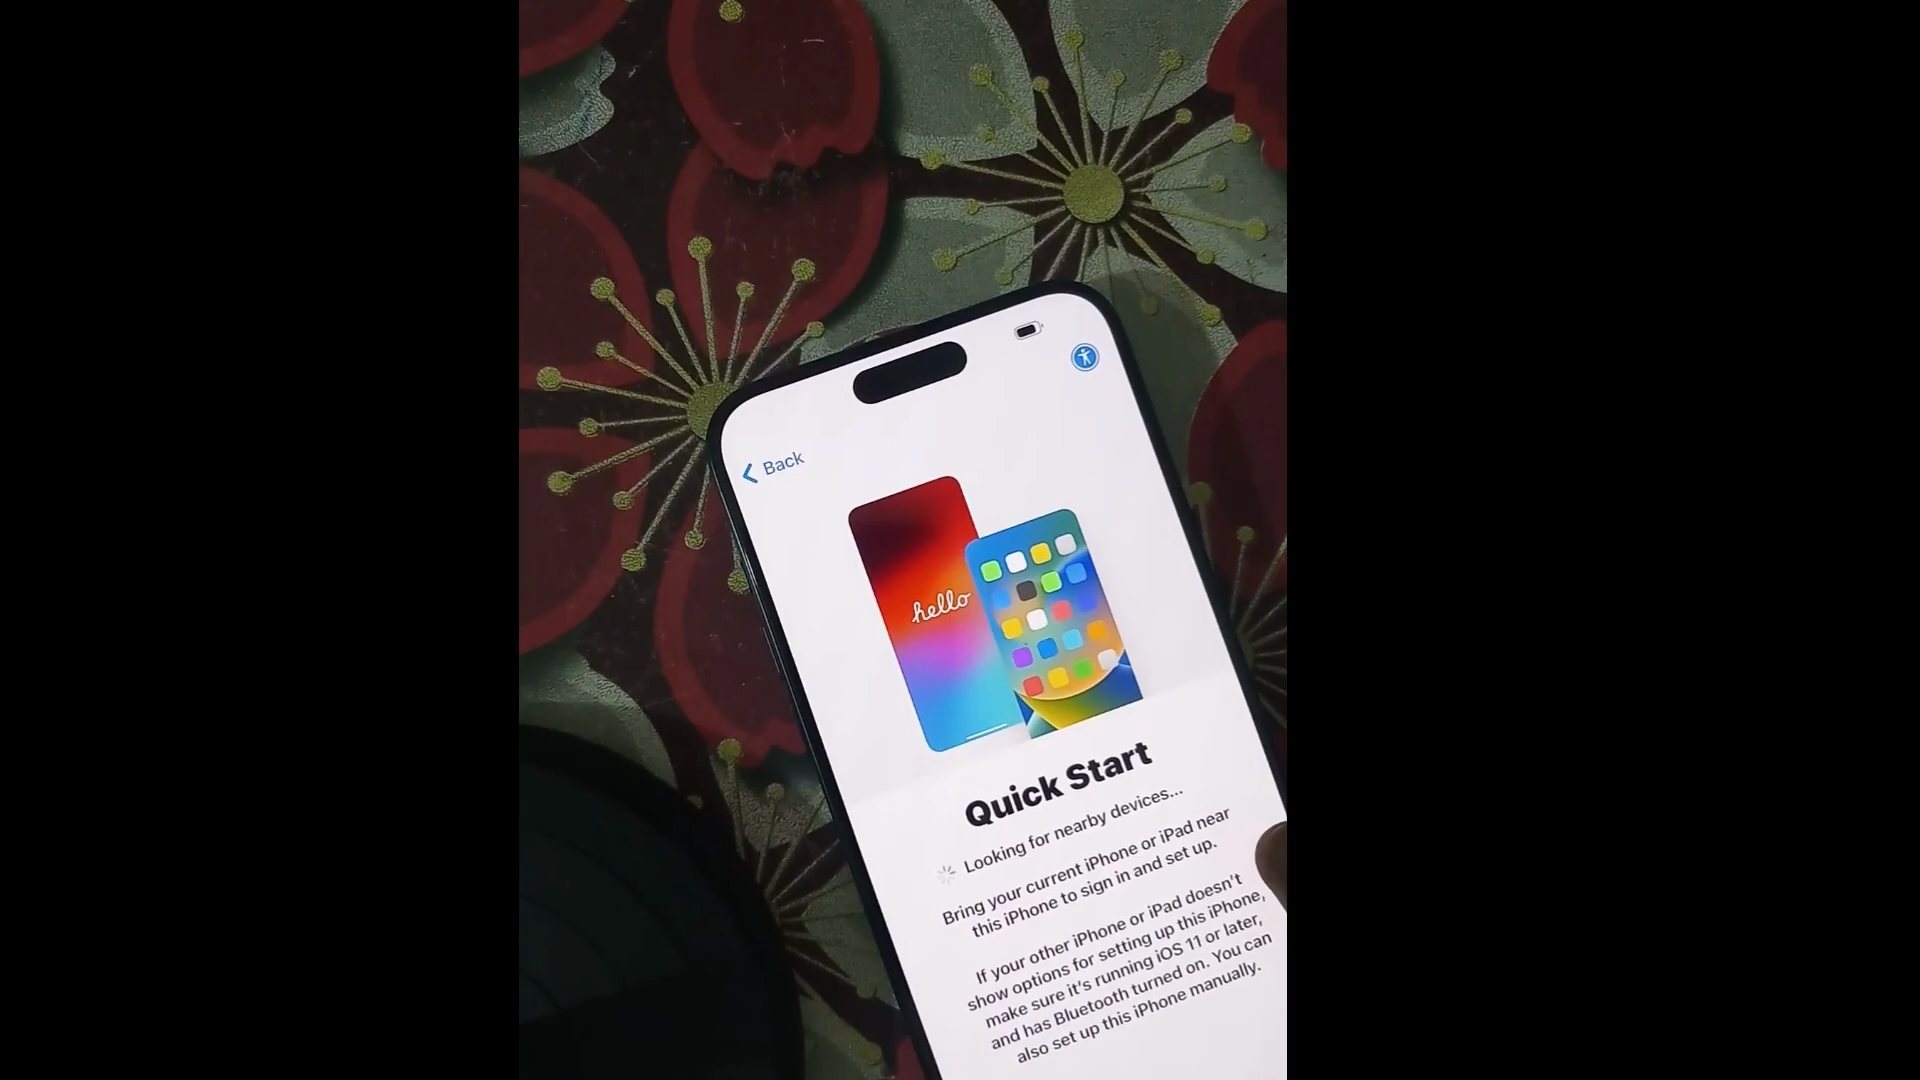 Back
hello
Quick Start
Looking for nearby devices...
Bring your current iPhone or iPad near
this iPhone to sign in and set up.
If your other iPhone or iPad doesn't
show options for setting up this iPhone,
make sure it's running iOS 11 or later,
and has Bluetooth turned on. You can
also set up this iPhone manually.